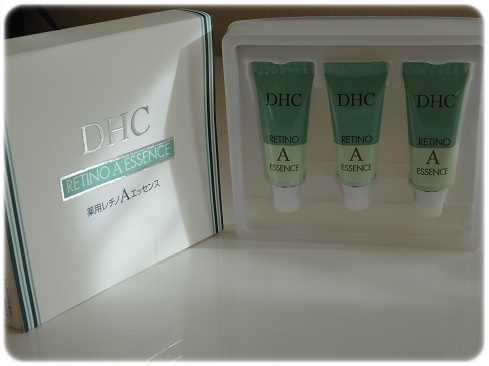 DHC
RETINO A ESSENCE
薬用レチノAエッセンス
DHC
RETINO
A
ESSENCE
DHC
RETINO
A
ESSENCE
DHC
RETINO
A
ESSENCE